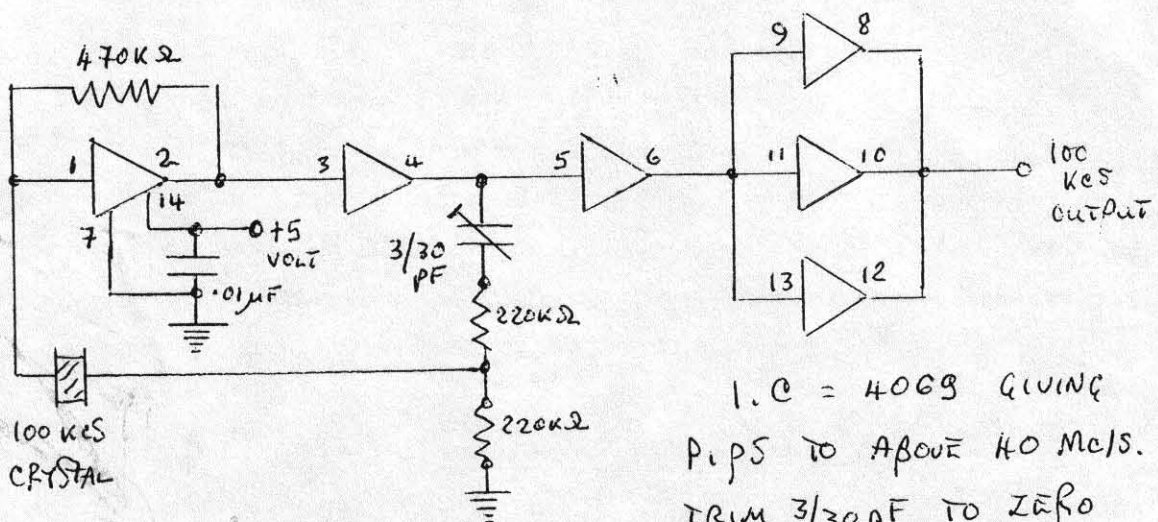 470KΩ
1
2
14
7
+5
VOLT
.01µF
100 KcS
CRYSTAL
3
4
3/30
PF
220KΩ
220KΩ
5
6
9
8
11
10
13
12
100
KcS
OUTPUT
I.C = 4069 GIVING
PIPS TO ABOVE 40 Mc/S.
TRIM 3/30 PF TO ZERO